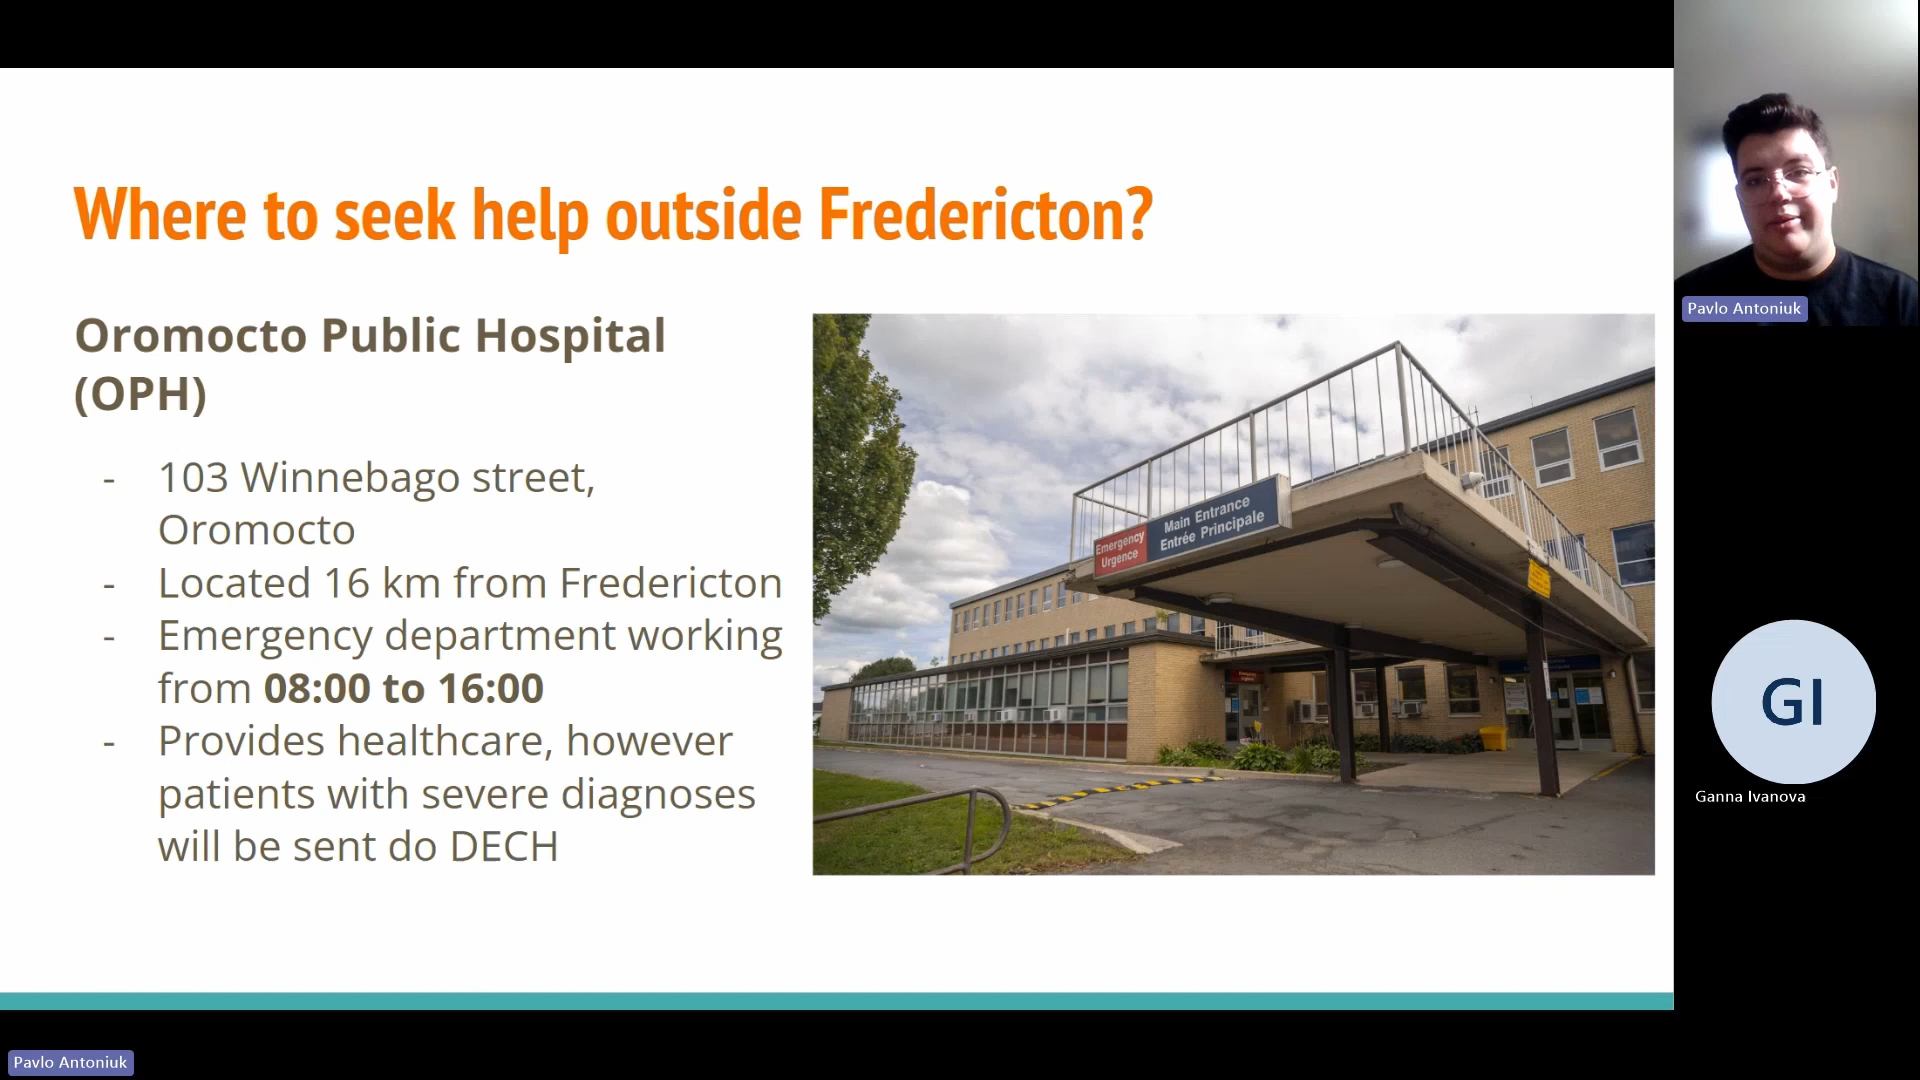 Where to seek help outside Fredericton?
Oromocto Public Hospital
(OPH)
- 103 Winnebago street,
Oromocto
- Located 16 km from Fredericton
- Emergency department working
from 08:00 to 16:00
- Provides healthcare, however
patients with severe diagnoses
will be sent do DECH
Emergency
Urgence
Main Entrance
Entrée Principale
Pavlo Antoniuk
GI
Ganna Ivanova
Pavlo Antoniuk